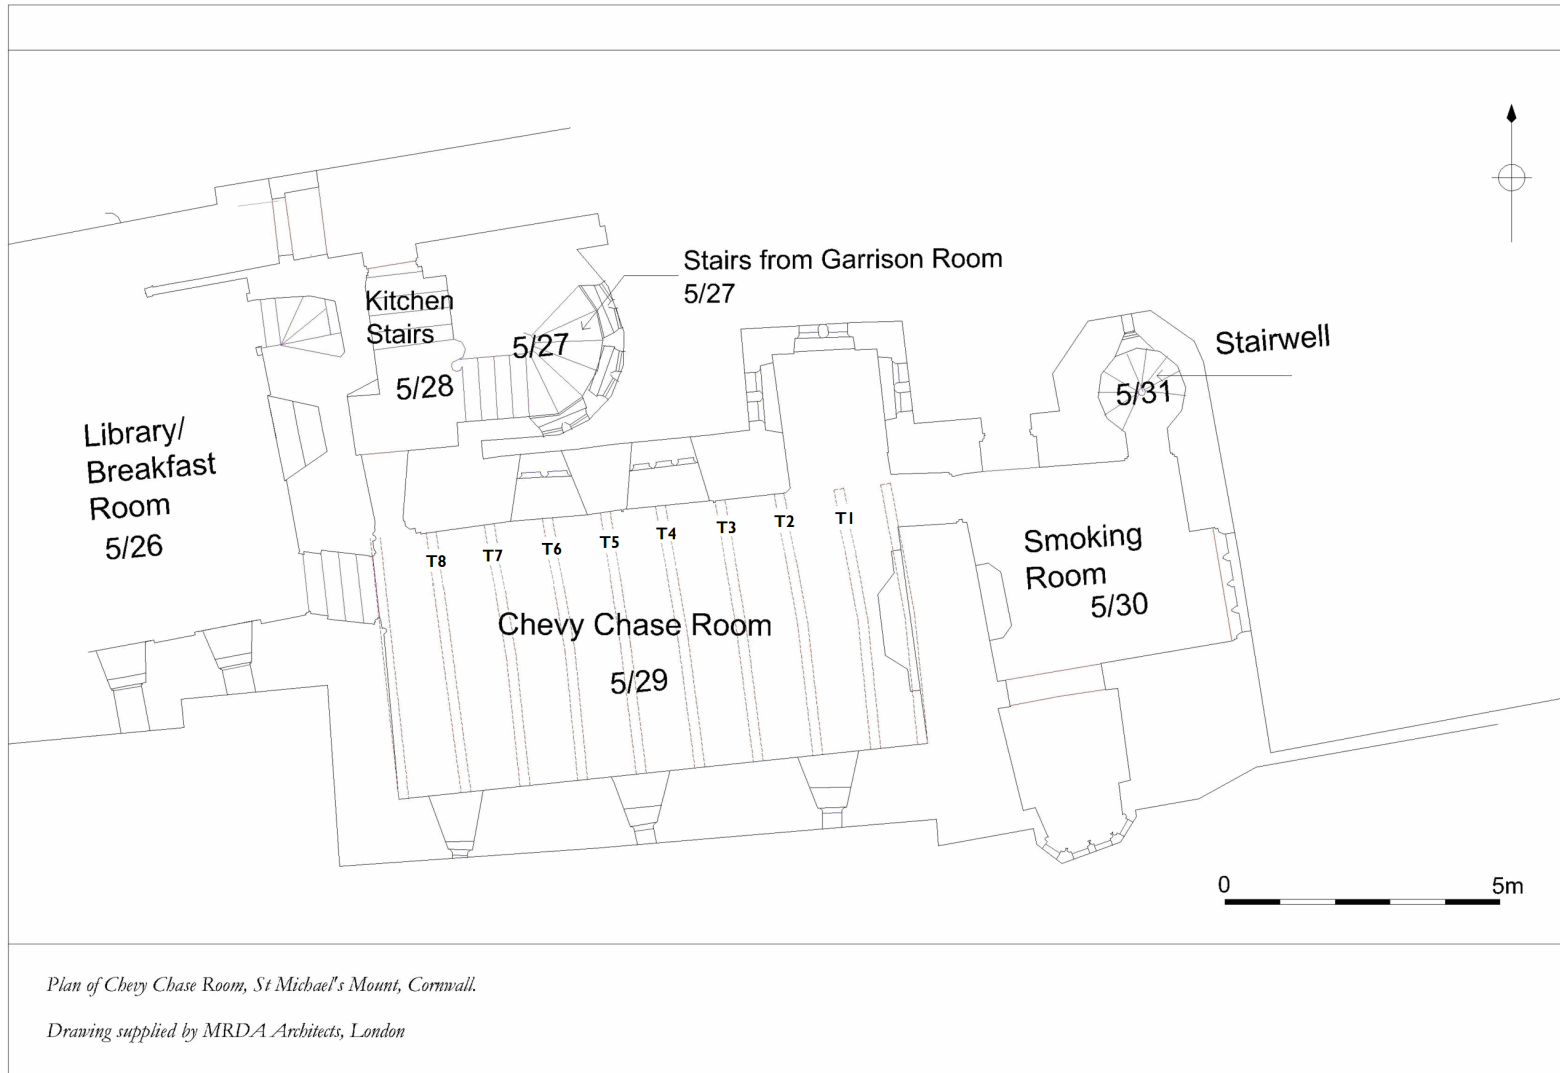 Stairs from Garrison Room
5/27
Kitchen
Stairs
5/28
5/27
Stairwell
5/31
Library/
Breakfast
Room
5/26
T8
T7
T6
T5
T4
T3
T2
T1
Chevy Chase Room
5/29
Smoking
Room
5/30
0
5m
Plan of Chevy Chase Room, St Michael's Mount, Cornwall.
Drawing supplied by MRDA Architects, London